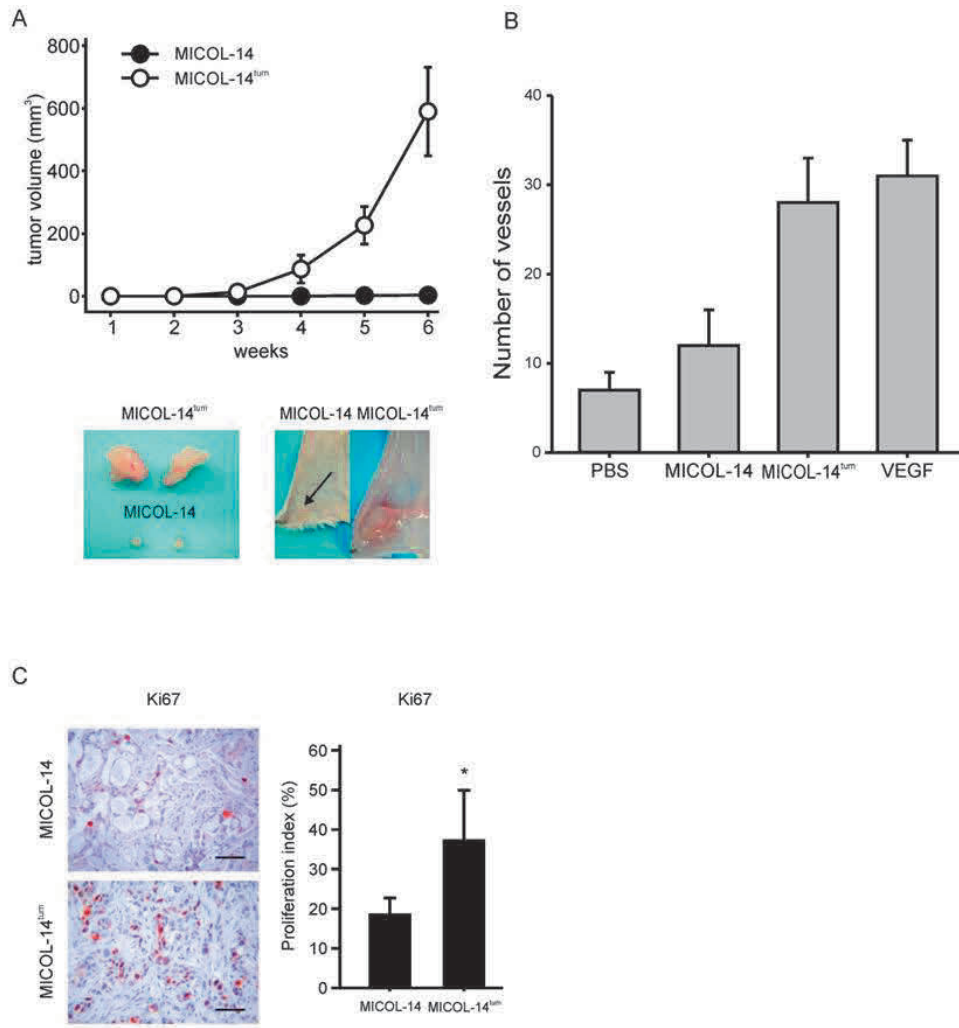 A
800
600
400
200
0
tumor volume (mm³)
MICOL-14
MICOL-14tum
1 2 3 4 5 6
weeks
MICOL-14tum
MICOL-14
MICOL-14 MICOL-14tum
B
40
30
20
10
0
Number of vessels
PBS MICOL-14 MICOL-14tum VEGF
C
Ki67
MICOL-14
MICOL-14tum
Ki67
60
50
40
30
20
10
0
Proliferation index (%)
*
MICOL-14 MICOL-14tum